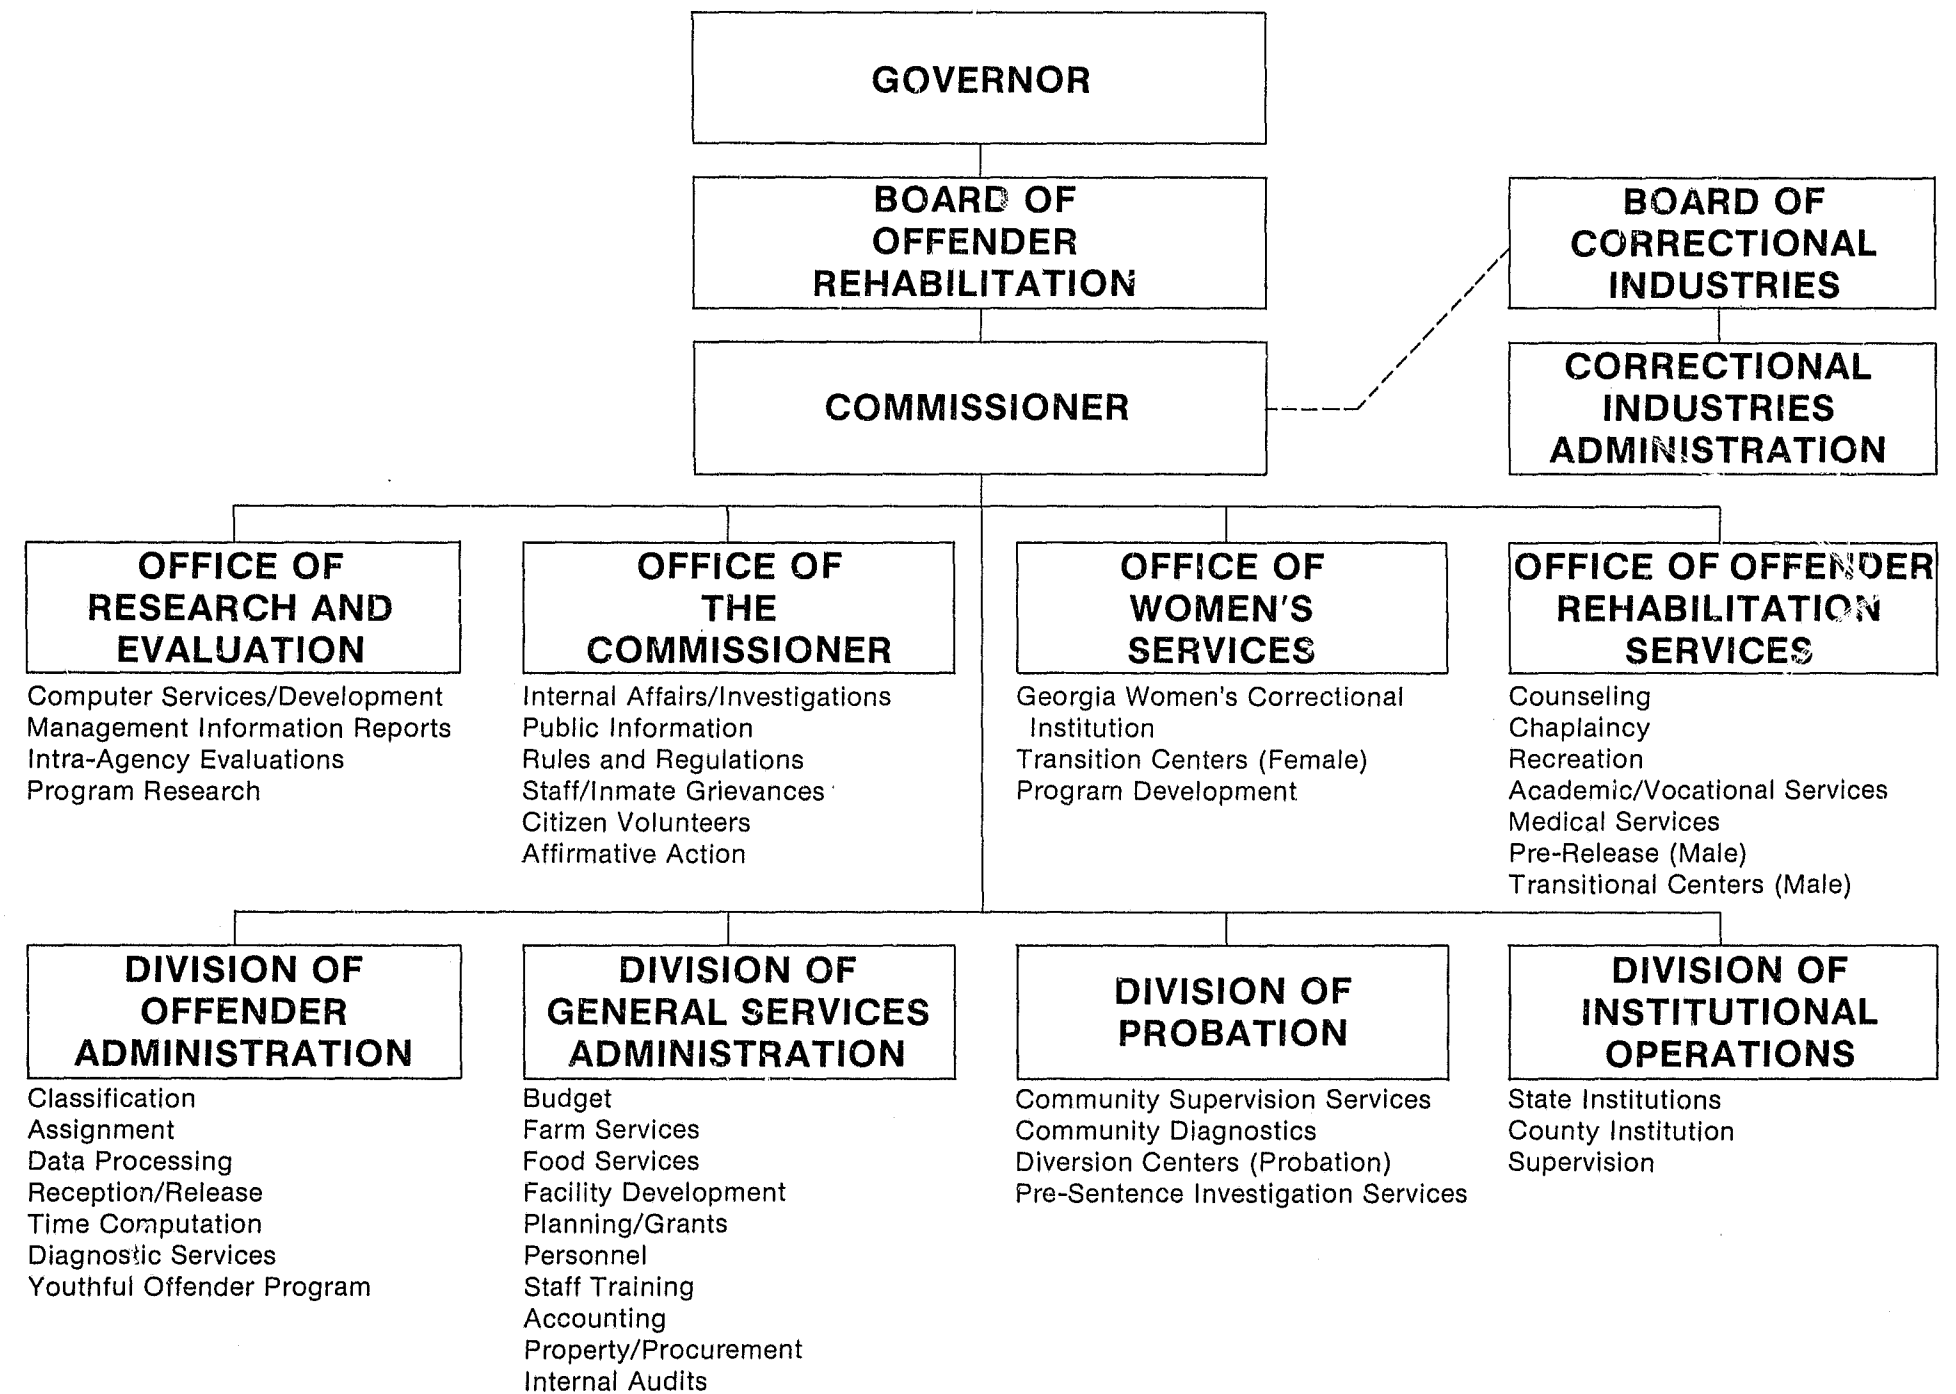 GOVERNOR
BOARD OF
OFFENDER
REHABILITATION
BOARD OF
CORRECTIONAL
INDUSTRIES
COMMISSIONER
CORRECTIONAL
INDUSTRIES
ADMINISTRATION
OFFICE OF
RESEARCH AND
EVALUATION
Computer Services/Development
Management Information Reports
Intra-Agency Evaluations
Program Research
OFFICE OF
THE
COMMISSIONER
Internal Affairs/Investigations
Public Information
Rules and Regulations
Staff/Inmate Grievances
Citizen Volunteers
Affirmative Action
OFFICE OF
WOMEN'S
SERVICES
Georgia Women's Correctional
Institution
Transition Centers (Female)
Program Development
OFFICE OF OFFENDER
REHABILITATION
SERVICES
Counseling
Chaplaincy
Recreation
Academic/Vocational Services
Medical Services
Pre-Release (Male)
Transitional Centers (Male)
DIVISION OF
OFFENDER
ADMINISTRATION
Classification
Assignment
Data Processing
Reception/Release
Time Computation
Diagnostic Services
Youthful Offender Program
DIVISION OF
GENERAL SERVICES
ADMINISTRATION
Budget
Farm Services
Food Services
Facility Development
Planning/Grants
Personnel
Staff Training
Accounting
Property/Procurement
Internal Audits
DIVISION OF
PROBATION
Community Supervision Services
Community Diagnostics
Diversion Centers (Probation)
Pre-Sentence Investigation Services
DIVISION OF
INSTITUTIONAL
OPERATIONS
State Institutions
County Institution
Supervision